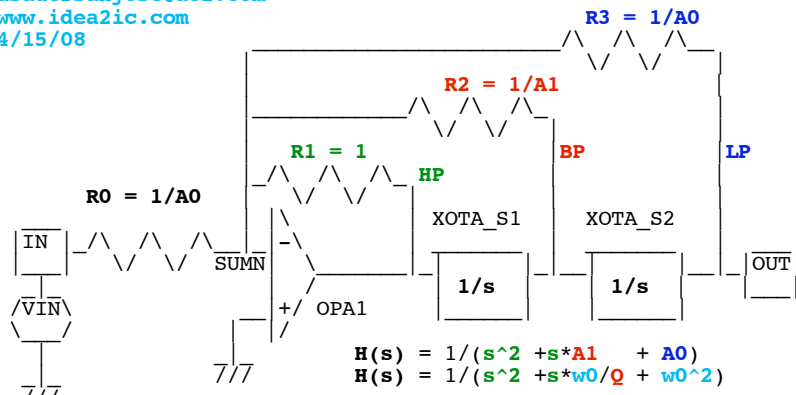 www.idea2ic.com
4/15/08
R3 = 1/A0
R2 = 1/A1
R1 = 1
BP
LP
HP
R0 = 1/A0
XOTA_S1
XOTA_S2
IN
SUMN
1/s
1/s
OUT
VIN
OPA1
H(s) = 1/(s^2 +s*A1 + A0)
H(s) = 1/(s^2 +s*w0/Q + w0^2)